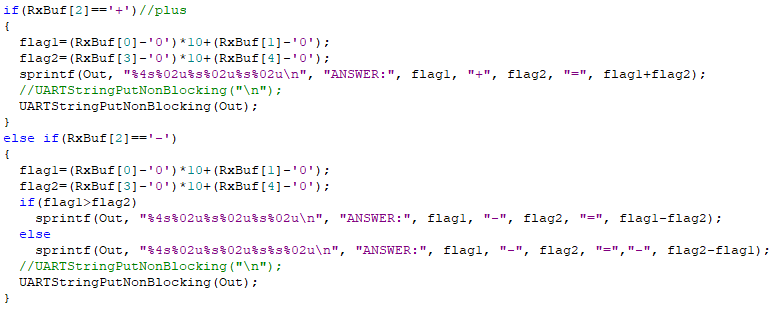 if(RxBuf[2]=='+')//plus
{
  flag1=(RxBuf[0]-'0')*10+(RxBuf[1]-'0');
  flag2=(RxBuf[3]-'0')*10+(RxBuf[4]-'0');
  sprintf(Out, "%4s%02u%s%02u%s%02u\n", "ANSWER:", flag1, "+", flag2, "=", flag1+flag2);
  //UARTStringPutNonBlocking("\n");
  UARTStringPutNonBlocking(Out);
}
else if(RxBuf[2]=='-')
{
  flag1=(RxBuf[0]-'0')*10+(RxBuf[1]-'0');
  flag2=(RxBuf[3]-'0')*10+(RxBuf[4]-'0');
  if(flag1>flag2)
    sprintf(Out, "%4s%02u%s%02u%s%02u\n", "ANSWER:", flag1, "-", flag2, "=", flag1-flag2);
  else
    sprintf(Out, "%4s%02u%s%02u%s%s%02u\n", "ANSWER:", flag1, "-", flag2, "=","-", flag2-flag1);
  //UARTStringPutNonBlocking("\n");
  UARTStringPutNonBlocking(Out);
}